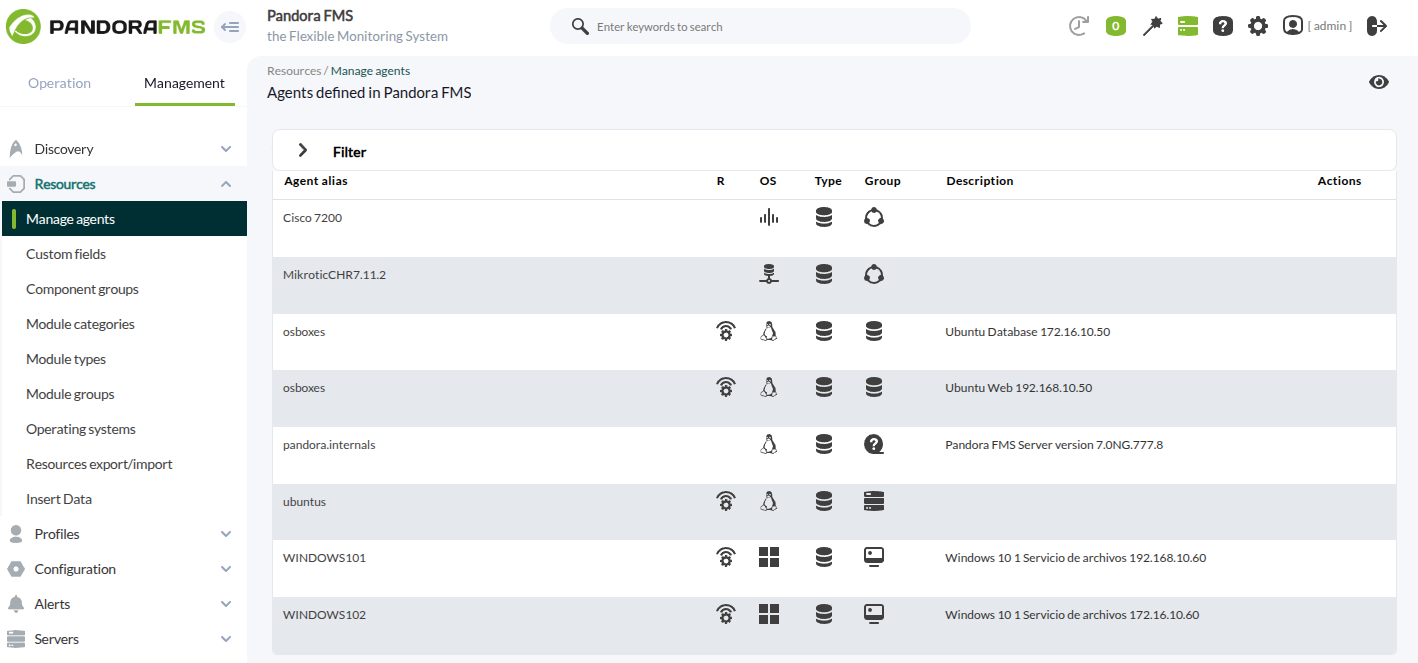 PANDORAFMS
Pandora FMS
the Flexible Monitoring System
Enter keywords to search
0
?
[ admin ]
Operation
Management
Resources / Manage agents
Agents defined in Pandora FMS
Discovery
Resources
Manage agents
Custom fields
Component groups
Module categories
Module types
Module groups
Operating systems
Resources export/import
Insert Data
Profiles
Configuration
Alerts
Servers
Filter
Agent alias R OS Type Group Description Actions
Cisco 7200
MikroticCHR7.11.2
osboxes Ubuntu Database 172.16.10.50
osboxes Ubuntu Web 192.168.10.50
pandora.internals ? Pandora FMS Server version 7.0NG.777.8
ubuntus
WINDOWS101 Windows 10 1 Servicio de archivos 192.168.10.60
WINDOWS102 Windows 10 1 Servicio de archivos 172.16.10.60